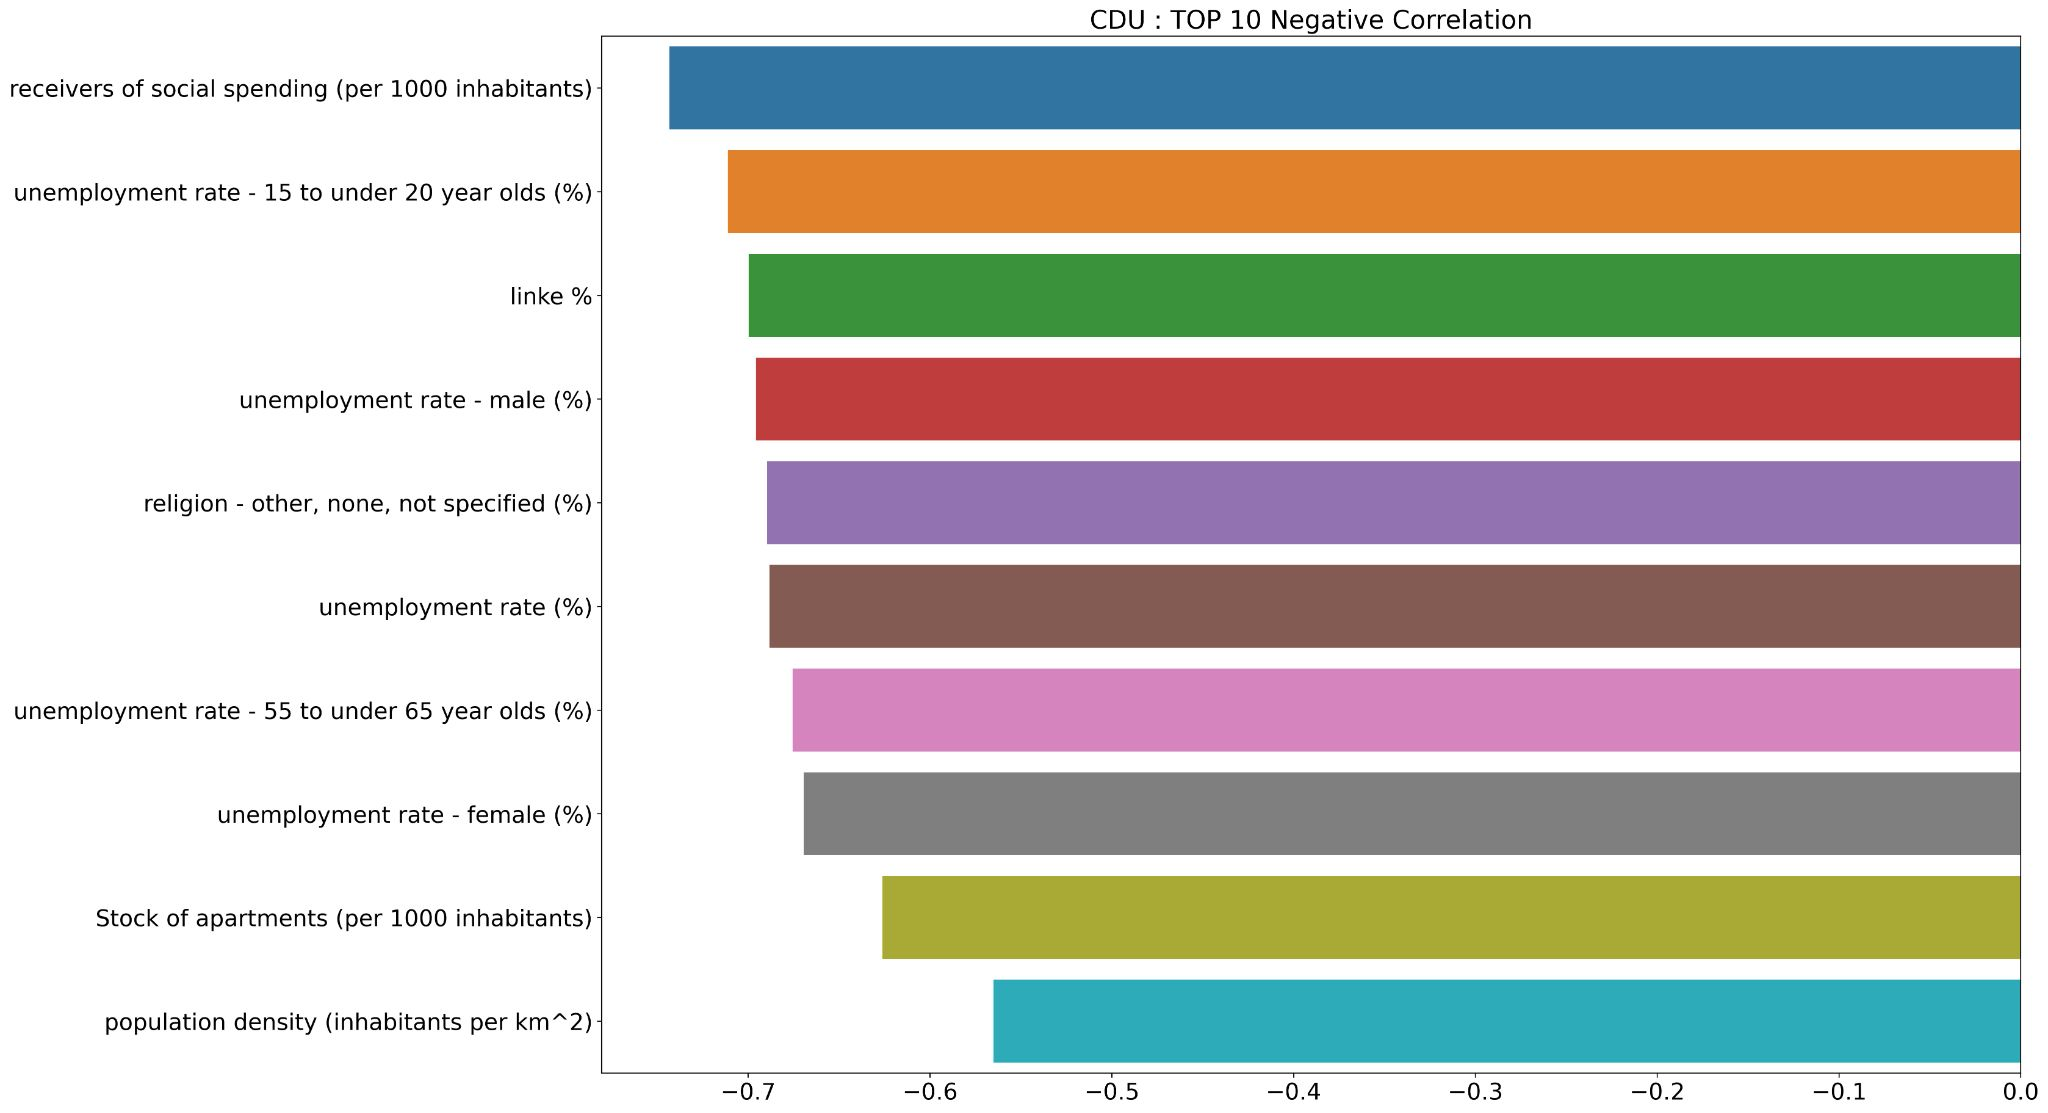 CDU : TOP 10 Negative Correlation
receivers of social spending (per 1000 inhabitants)
unemployment rate - 15 to under 20 year olds (%)
linke %
unemployment rate - male (%)
religion - other, none, not specified (%)
unemployment rate (%)
unemployment rate - 55 to under 65 year olds (%)
unemployment rate - female (%)
Stock of apartments (per 1000 inhabitants)
population density (inhabitants per km^2)
−0.7 −0.6 −0.5 −0.4 −0.3 −0.2 −0.1 0.0